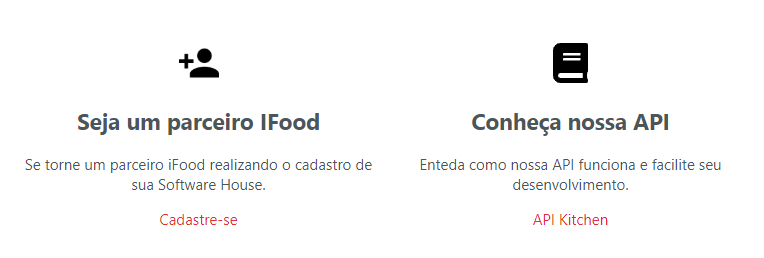 Seja um parceiro IFood
Se torne um parceiro iFood realizando o cadastro de
sua Software House.
Cadastre-se
Conheça nossa API
Enteda como nossa API funciona e facilite seu
desenvolvimento.
API Kitchen